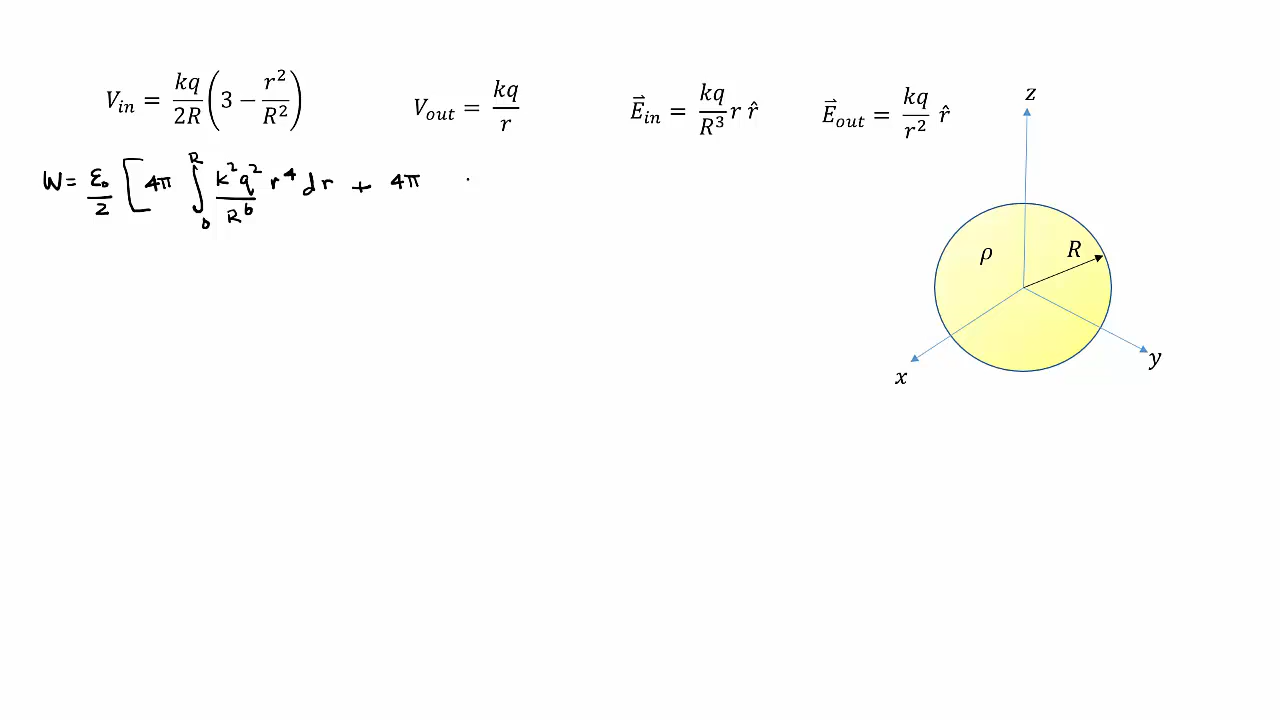 V_in = kq/2R (3 − r²/R²)    V_out = kq/r    E⃗_in = kq/R³ r r̂    E⃗_out = kq/r² r̂
W = ε₀/2 [ 4π ∫₀ᴿ k²q²/R⁶ r⁴ dr + 4π
z
ρ
R
x
y